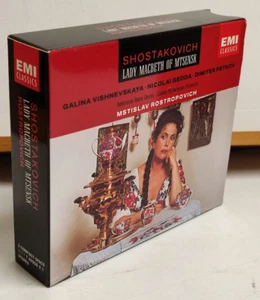 EMI
CLASSICS
SHOSTAKOVICH
LADY MACBETH OF MTSENSK
GALINA VISHNEVSKAYA · NICOLAI GEDDA · DIMITER PETKOV
MSTISLAV ROSTROPOVICH
EMI
CLASSICS
SHOSTAKOVICH
LADY MACBETH OF MTSENSK
ROSTROPOVICH